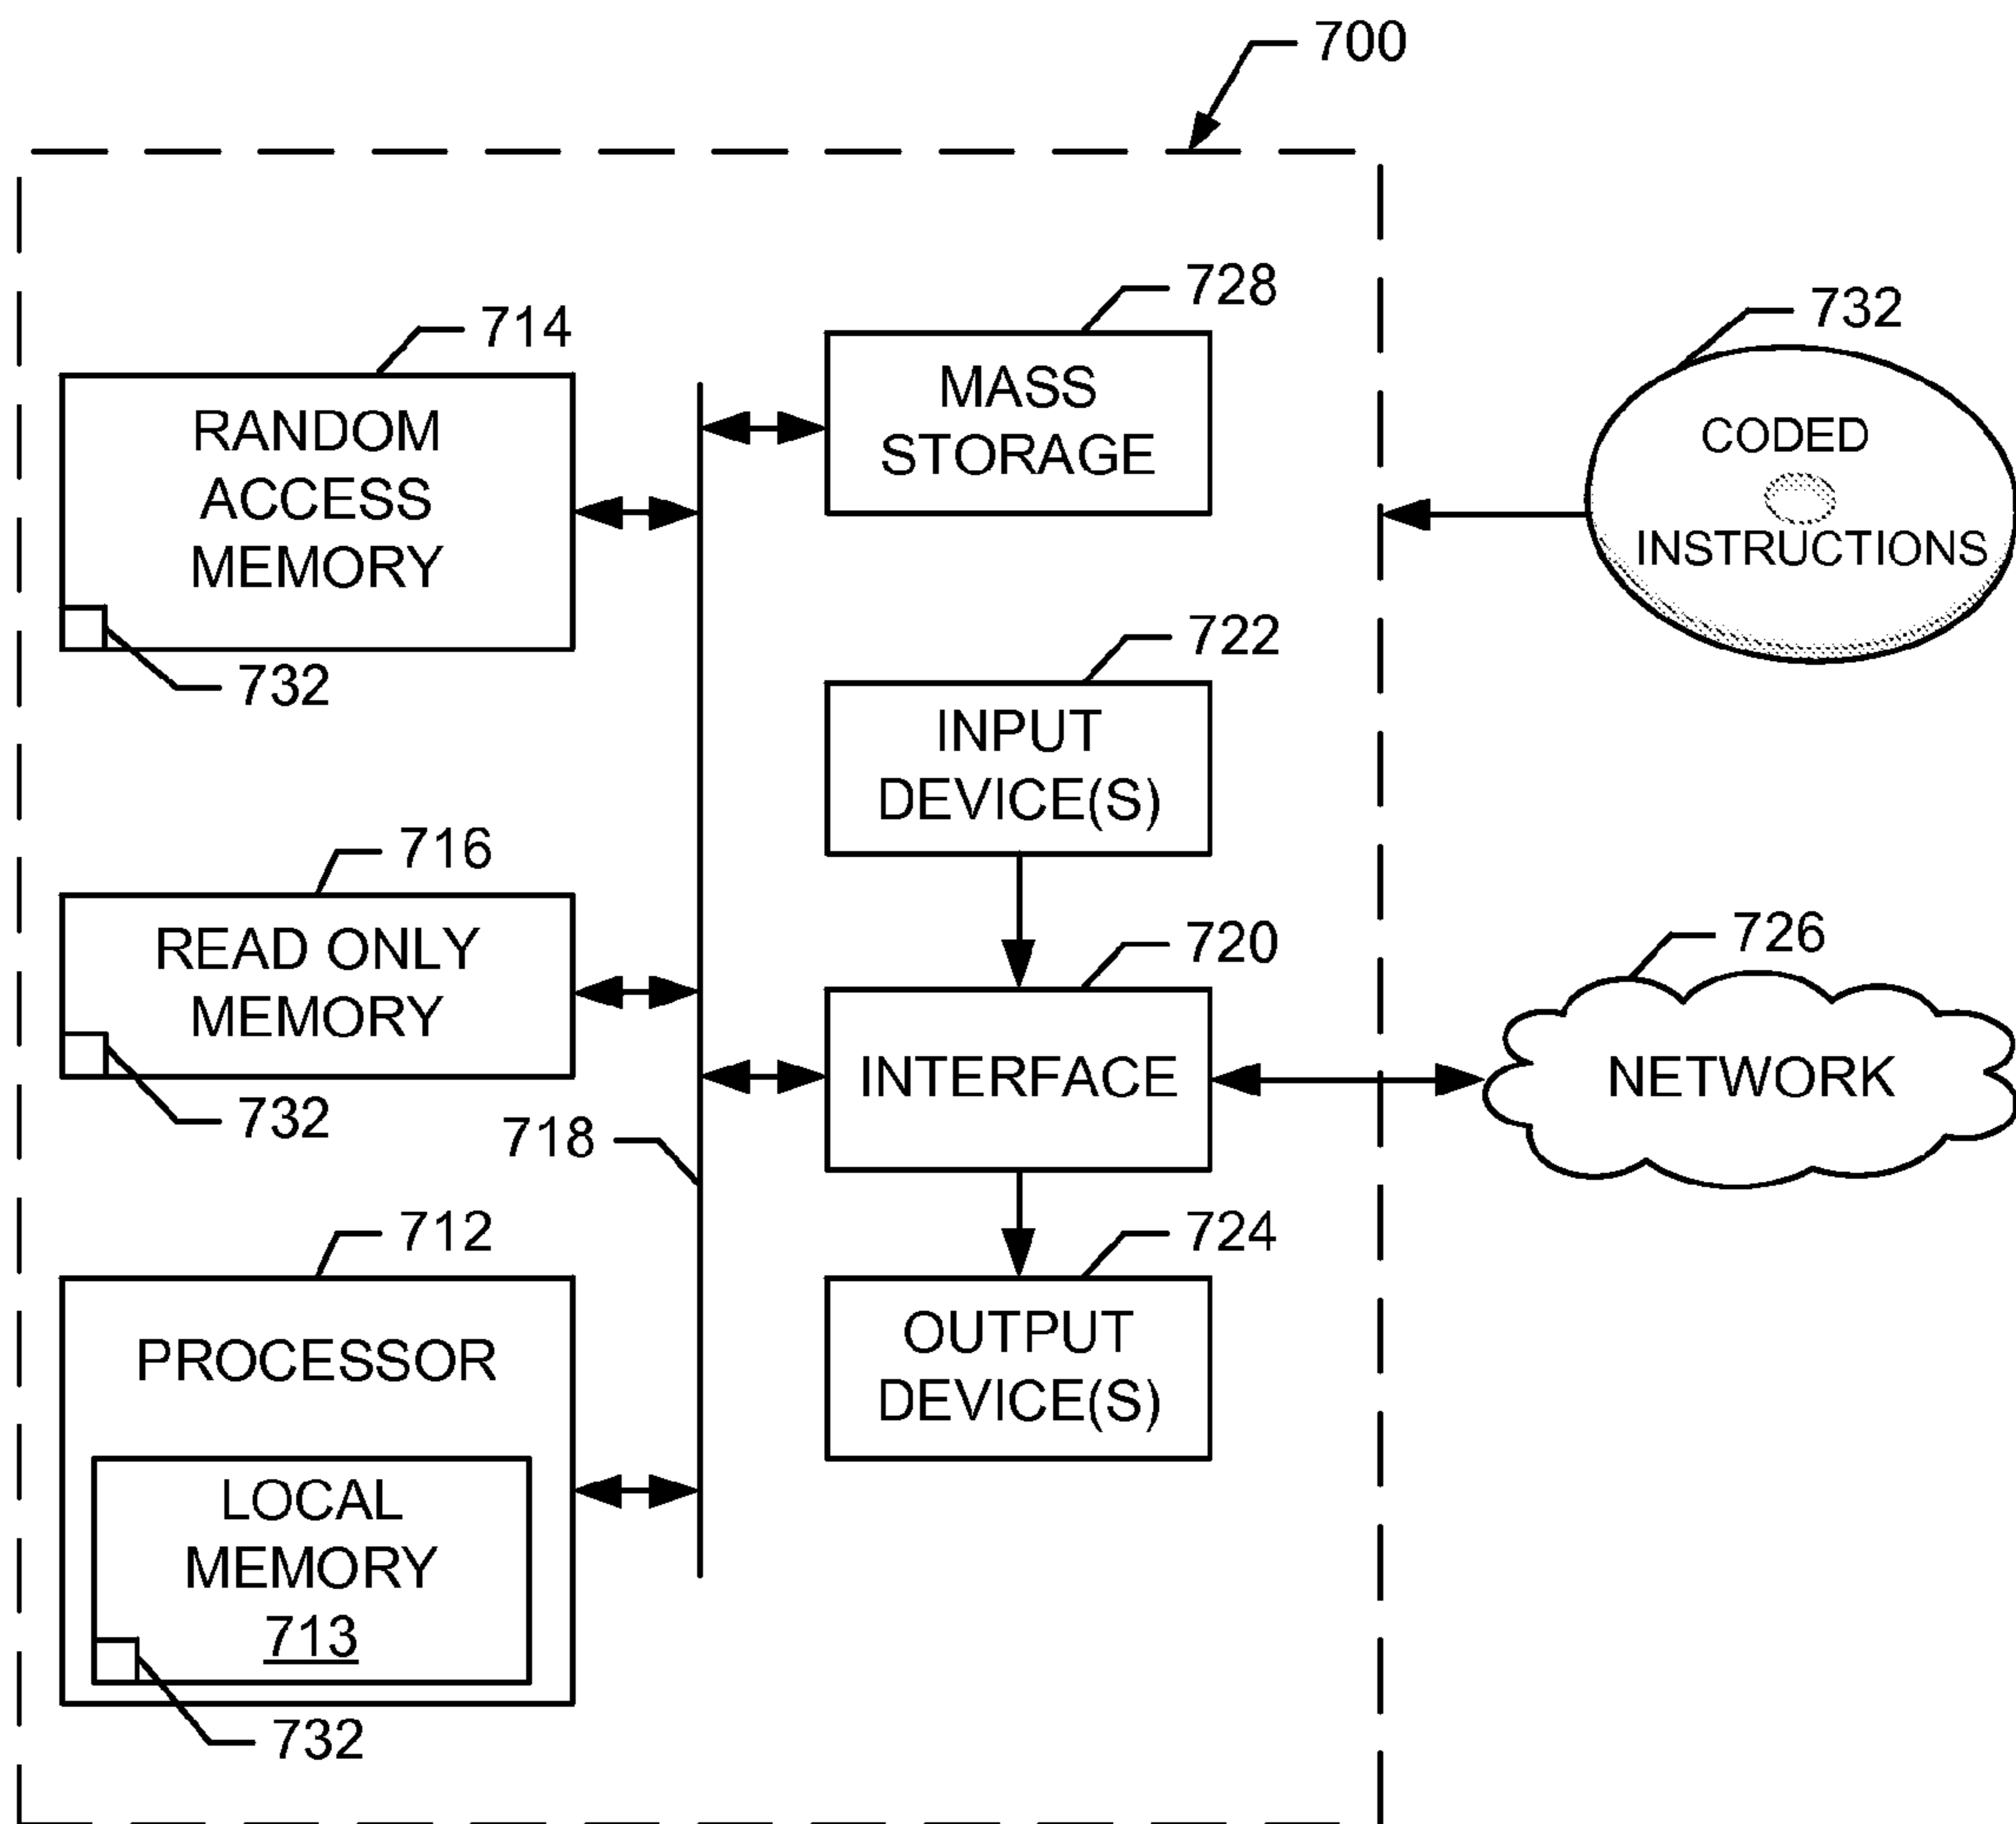 700
728
MASS
STORAGE
714
RANDOM
ACCESS
MEMORY
732
732
CODED
INSTRUCTIONS
722
INPUT
DEVICE(S)
716
READ ONLY
MEMORY
732
720
INTERFACE
726
NETWORK
718
712
PROCESSOR
LOCAL
MEMORY
713
732
724
OUTPUT
DEVICE(S)